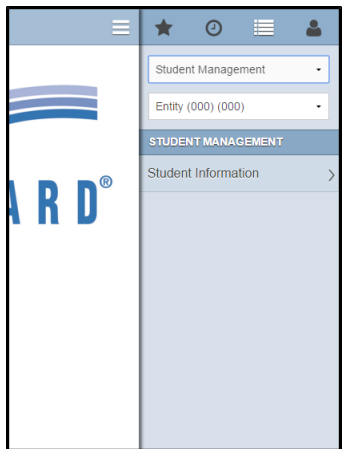 Student Management
Entity (000) (000)
STUDENT MANAGEMENT
Student Information
ARD®